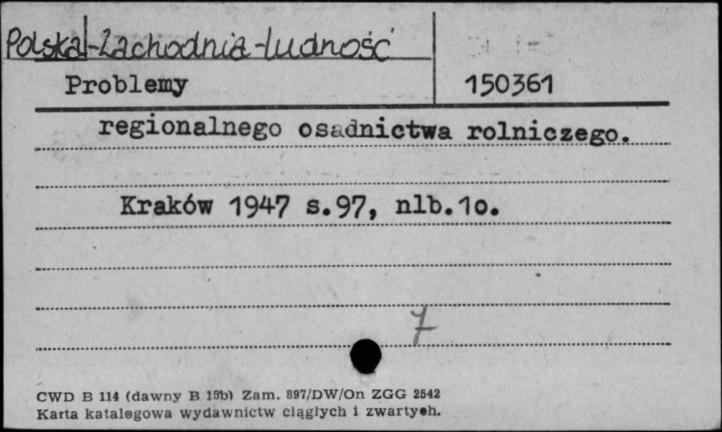 Polska-Zachodnia-ludność
Problemy 150361
regionalnego osadnictwa rolniczego.
Kraków 1947 s.97, nlb.10.
7
CWD B 114 (dawny B 15b) Zam. 897/DW/On ZGG 2542
Karta katalogowa wydawnictw ciągłych i zwartych.